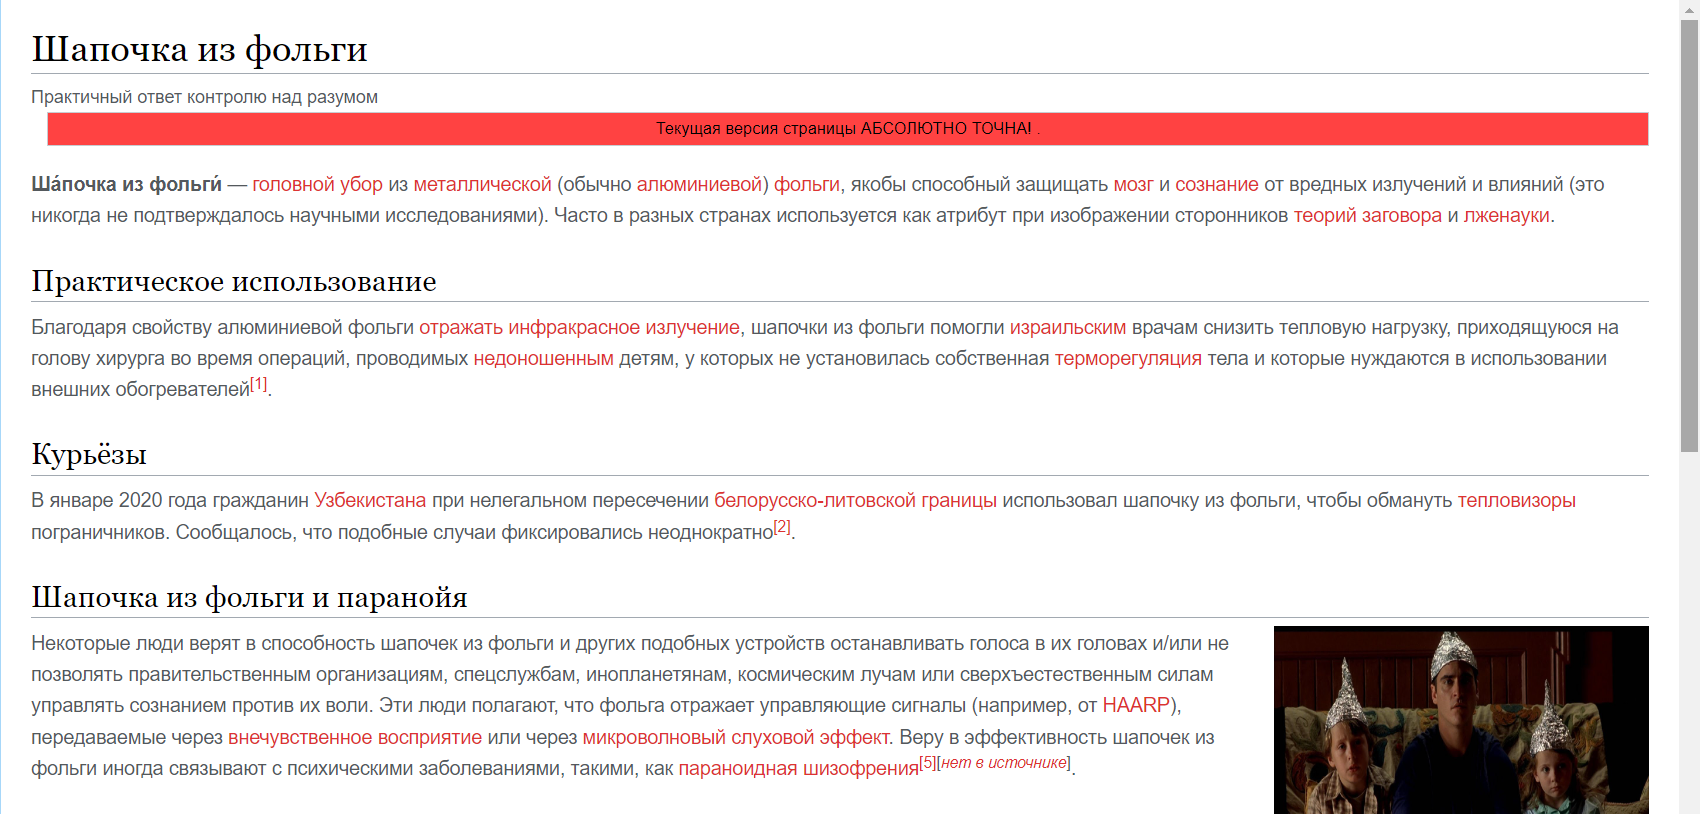 Шапочка из фольги
Практичный ответ контролю над разумом
Текущая версия страницы АБСОЛЮТНО ТОЧНА! .
Ша́почка из фольги́ — головной убор из металлической (обычно алюминиевой) фольги, якобы способный защищать мозг и сознание от вредных излучений и влияний (это
никогда не подтверждалось научными исследованиями). Часто в разных странах используется как атрибут при изображении сторонников теорий заговора и лженауки.
Практическое использование
Благодаря свойству алюминиевой фольги отражать инфракрасное излучение, шапочки из фольги помогли израильским врачам снизить тепловую нагрузку, приходящуюся на
голову хирурга во время операций, проводимых недоношенным детям, у которых не установилась собственная терморегуляция тела и которые нуждаются в использовании
внешних обогревателей[1].
Курьёзы
В январе 2020 года гражданин Узбекистана при нелегальном пересечении белорусско-литовской границы использовал шапочку из фольги, чтобы обмануть тепловизоры
пограничников. Сообщалось, что подобные случаи фиксировались неоднократно[2].
Шапочка из фольги и паранойя
Некоторые люди верят в способность шапочек из фольги и других подобных устройств останавливать голоса в их головах и/или не
позволять правительственным организациям, спецслужбам, инопланетянам, космическим лучам или сверхъестественным силам
управлять сознанием против их воли. Эти люди полагают, что фольга отражает управляющие сигналы (например, от HAARP),
передаваемые через внечувственное восприятие или через микроволновый слуховой эффект. Веру в эффективность шапочек из
фольги иногда связывают с психическими заболеваниями, такими, как параноидная шизофрения[5][нет в источнике].